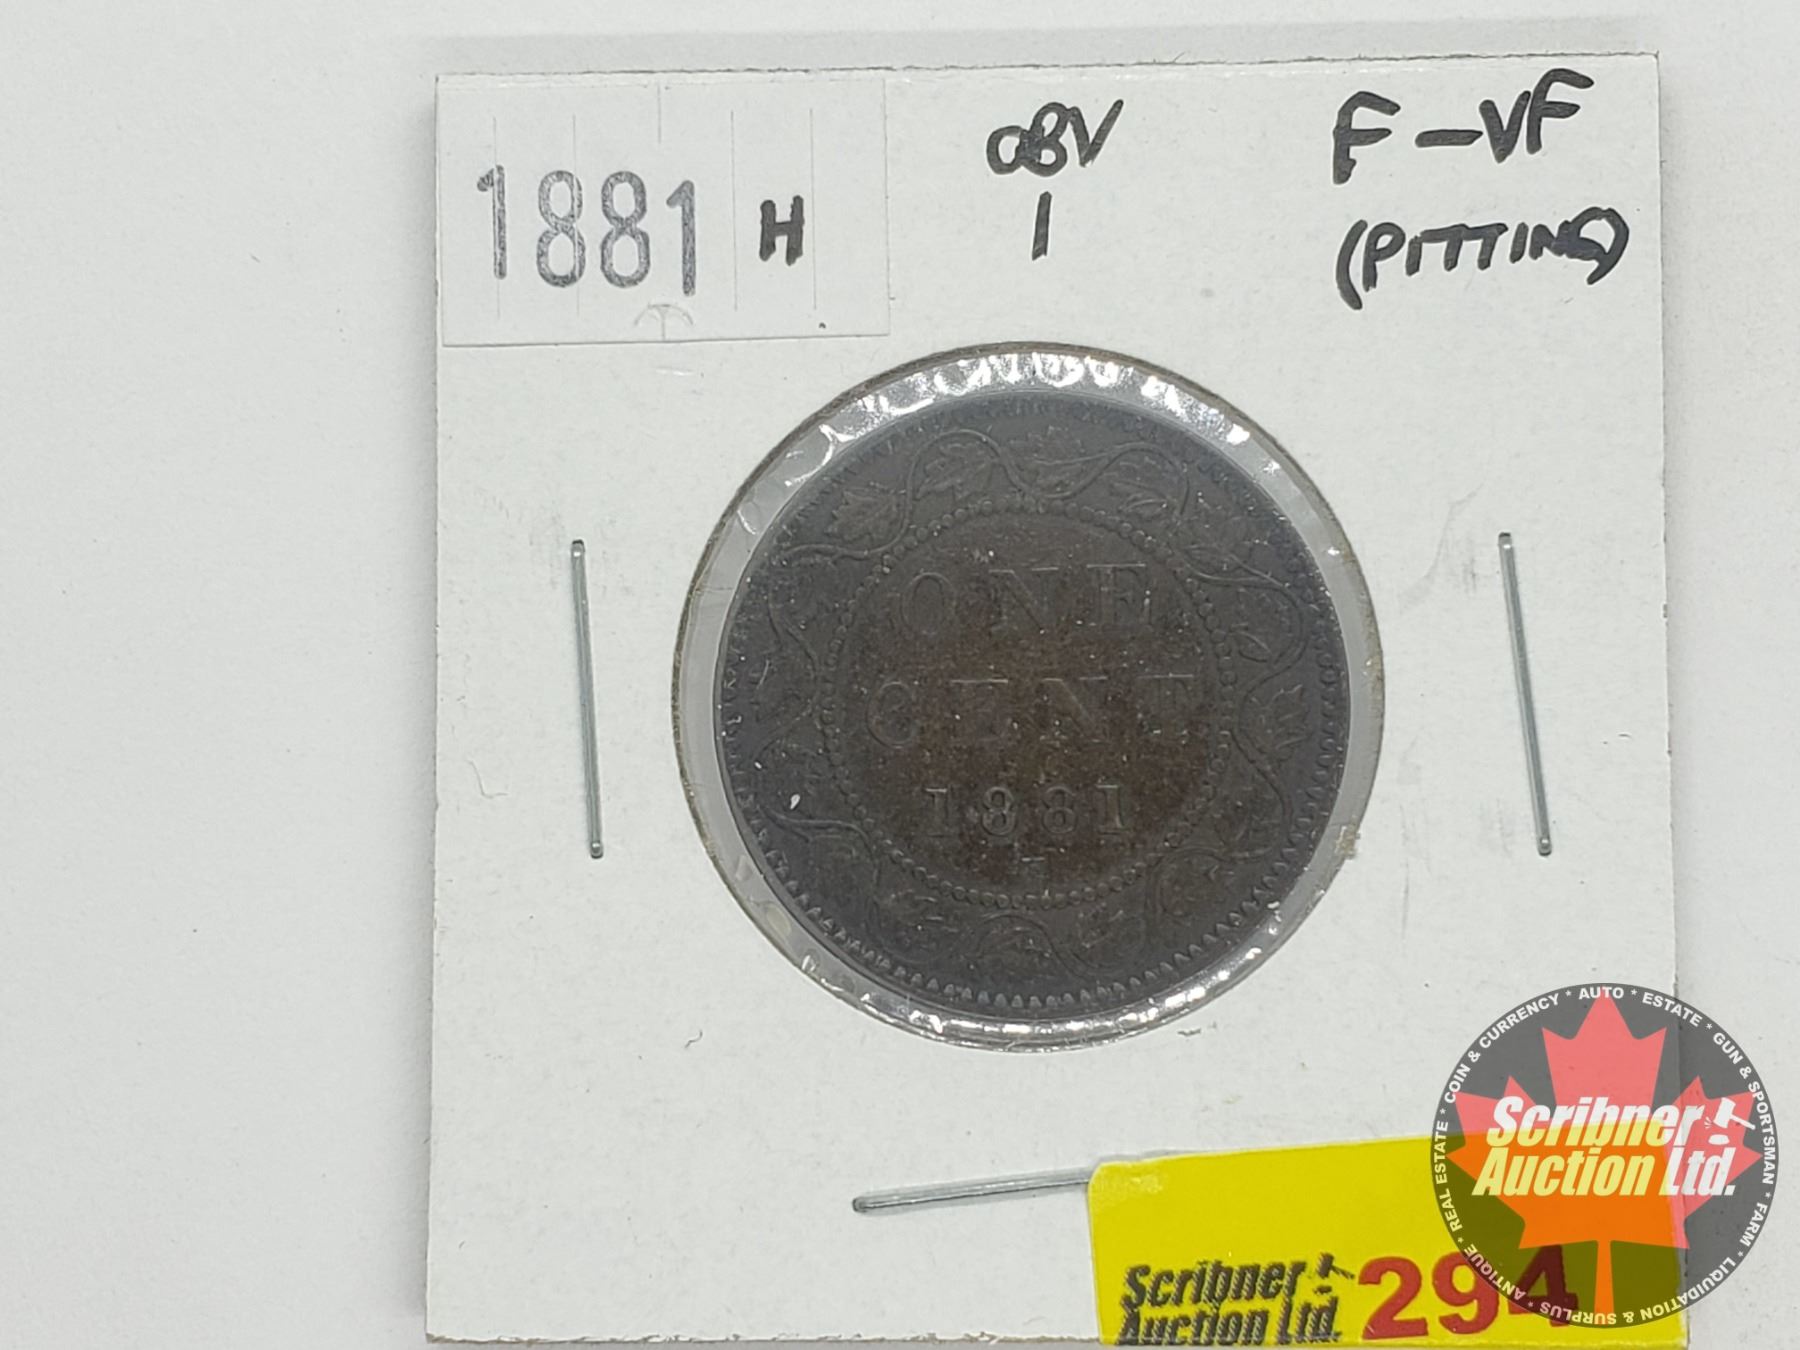 1881 H
OBV
1
F-VF
(PITTING)
ONE
CENT
1881
H
COIN & CURRENCY * AUTO * ESTATE * GUN & SPORTSMAN * FARM * LIQUIDATION & SURPLUS * ANTIQUE * REAL ESTATE *
Scribner
Auction Ltd.
Scribner
Auction Ltd.
294